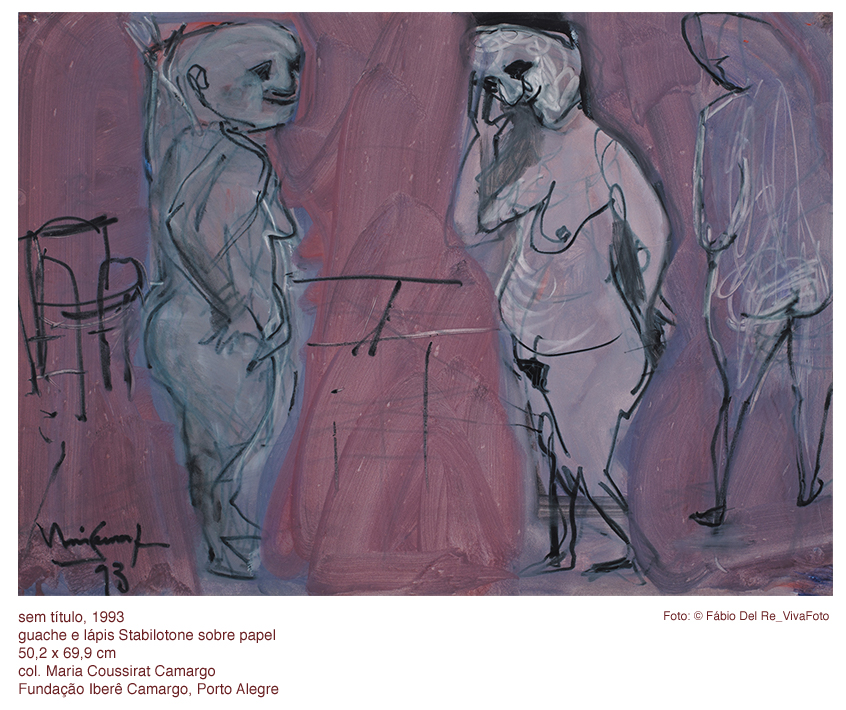 93
sem título, 1993
guache e lápis Stabilotone sobre papel
50,2 x 69,9 cm
col. Maria Coussirat Camargo
Fundação Iberê Camargo, Porto Alegre
Foto: © Fábio Del Re_VivaFoto